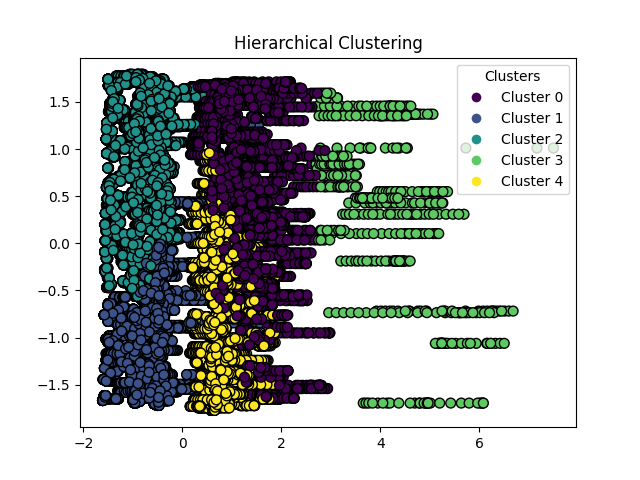 Hierarchical Clustering
Clusters
Cluster 0
Cluster 1
Cluster 2
Cluster 3
Cluster 4
1.5
1.0
0.5
0.0
−0.5
−1.0
−1.5
−2 0 2 4 6